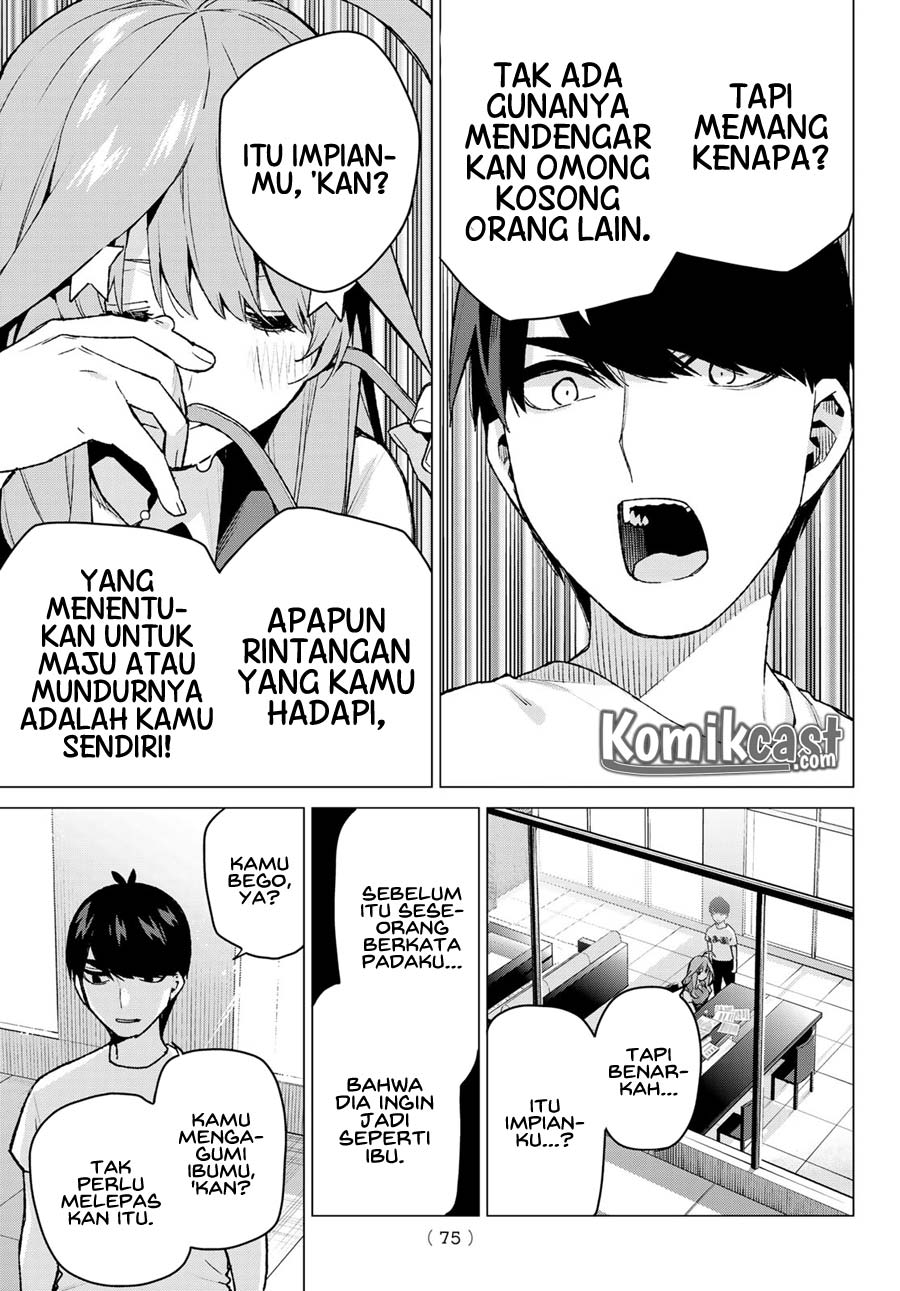 TAPI
MEMANG
KENAPA?
TAK ADA
GUNANYA
MENDENGAR
KAN OMONG
KOSONG
ORANG LAIN.
ITU IMPIAN-
MU, 'KAN?
APAPUN
RINTANGAN
YANG KAMU
HADAPI,
YANG
MENENTU-
KAN UNTUK
MAJU ATAU
MUNDURNYA
ADALAH KAMU
SENDIRI!
Komikcast
.com
TAPI
BENAR-
KAH...
ITU
IMPIAN-
KU...?
SEBELUM
ITU SESE-
ORANG
BERKATA
PADAKU...
BAHWA
DIA INGIN
JADI
SEPERTI
IBU.
KAMU
BEGO,
YA?
KAMU
MENGA-
GUMI
IBUMU,
'KAN?
TAK
PERLU
MELEPAS
KAN ITU.
( 75 )